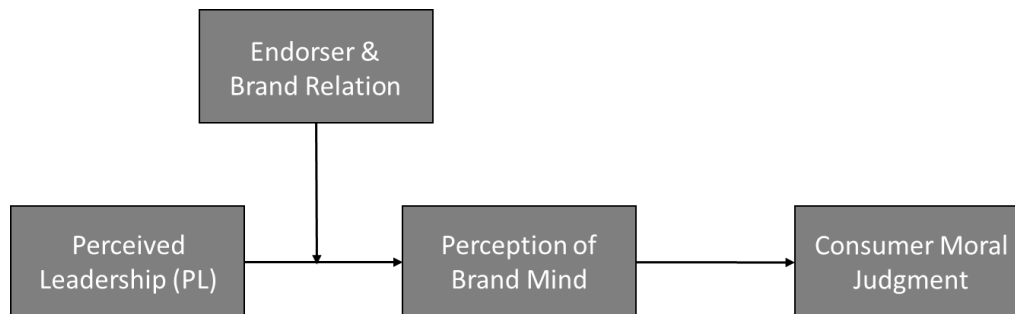 Endorser &
Brand Relation
Perceived
Leadership (PL)
Perception of
Brand Mind
Consumer Moral
Judgment